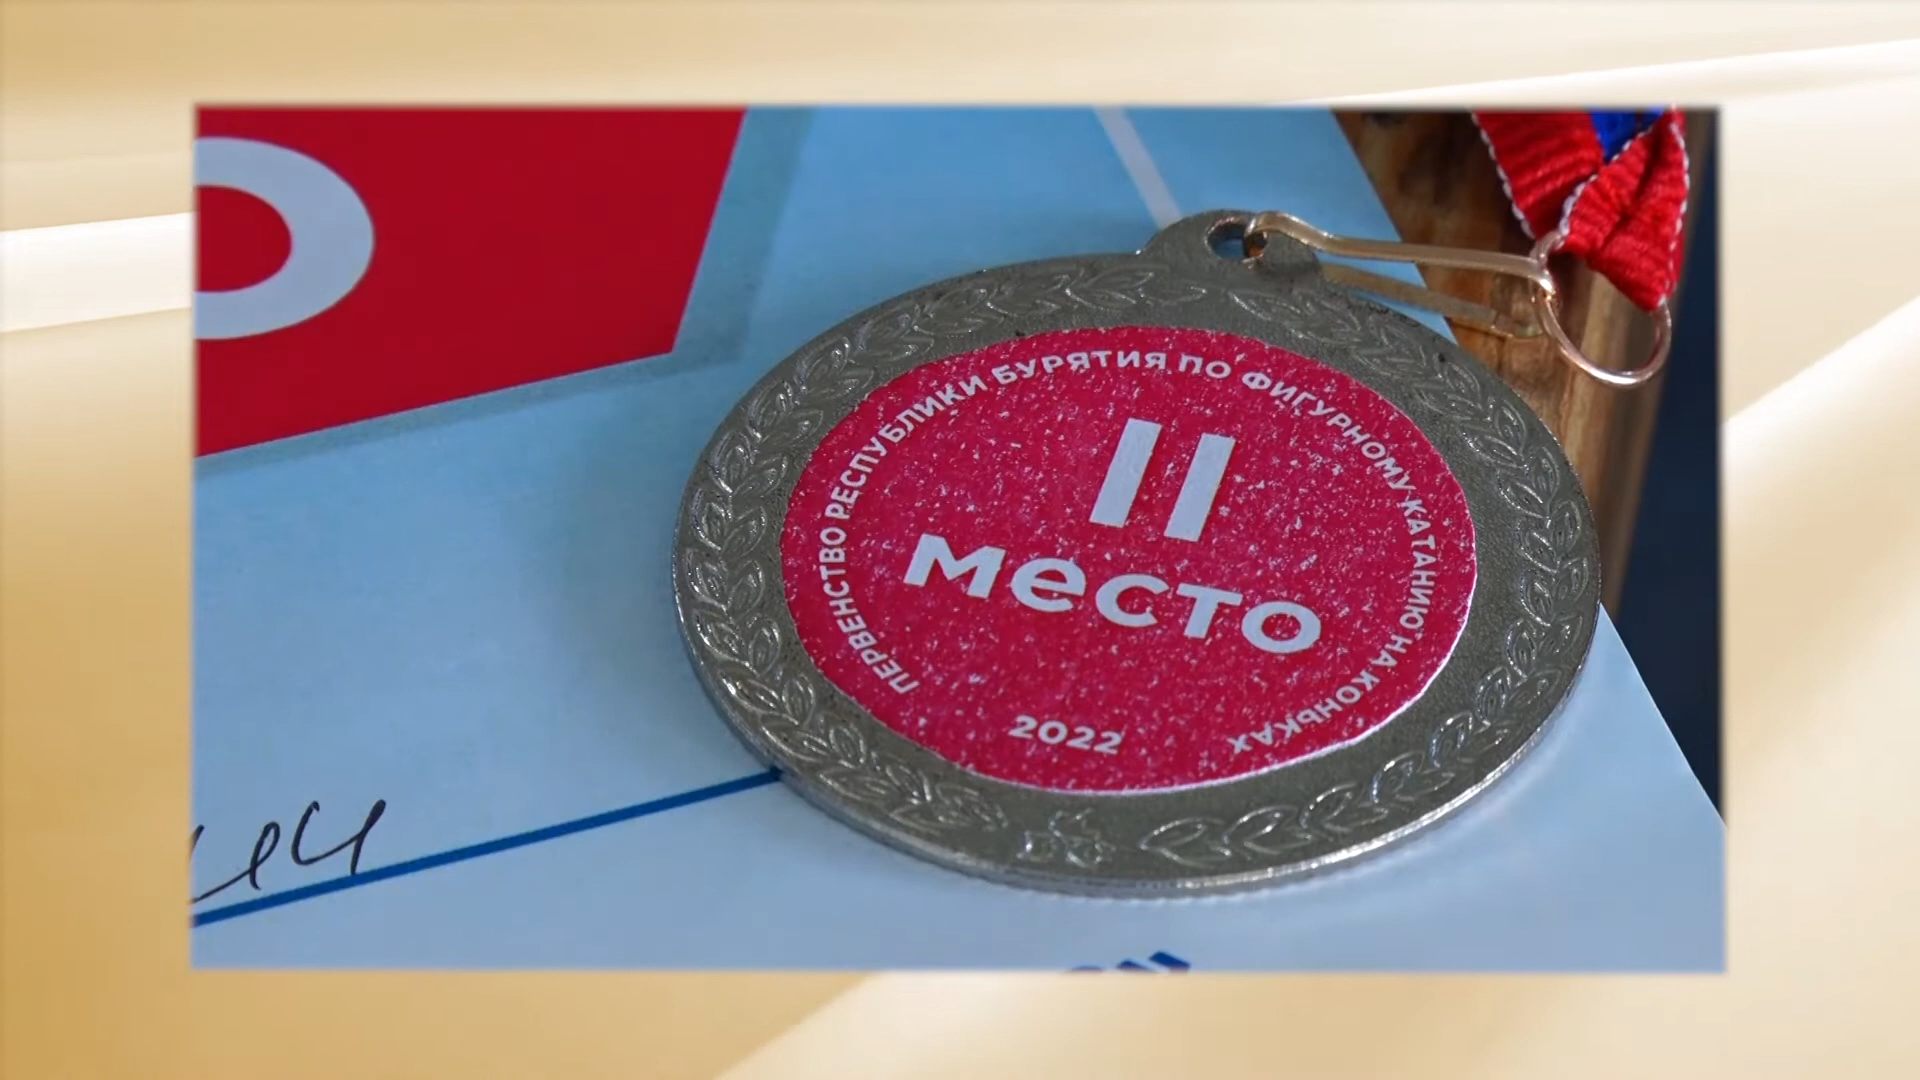 ПЕРВЕНСТВО РЕСПУБЛИКИ БУРЯТИЯ ПО ФИГУРНОМУ КАТАНИЮ НА КОНЬКАХ
II
место
2022